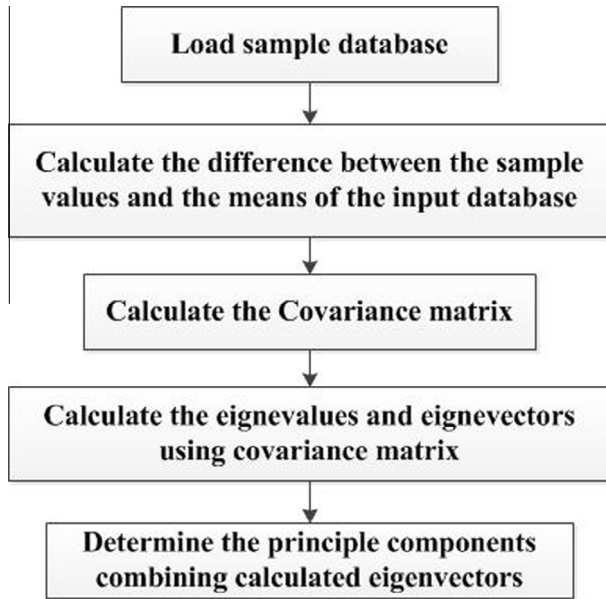 Load sample database
Calculate the difference between the sample
values and the means of the input database
Calculate the Covariance matrix
Calculate the eignevalues and eignevectors
using covariance matrix
Determine the principle components
combining calculated eigenvectors